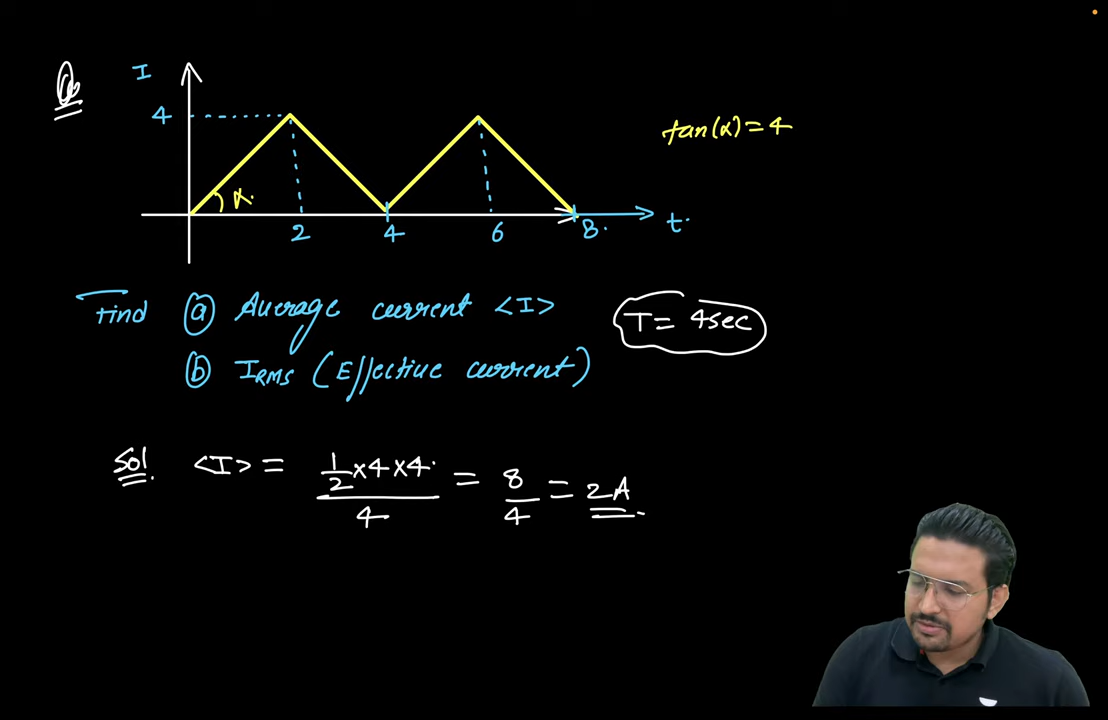 Q
I
4
tan(α) = 4
α.
2 4 6 8. t.
Find (a) Average current <I>
T = 4sec
(b) I_RMS (Effective current)
Sol. <I> = (1/2 × 4 × 4)/4 = 8/4 = 2A